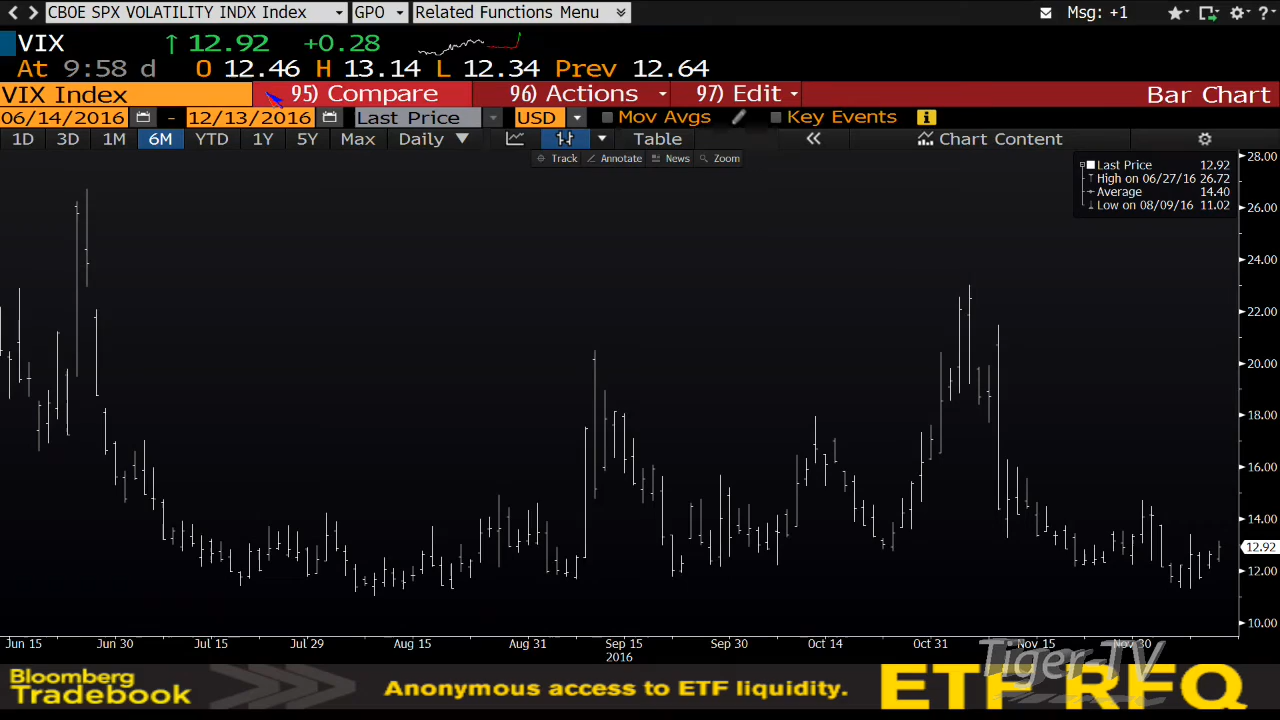 CBOE SPX VOLATILITY INDX Index GPO Related Functions Menu Msg: +1 ?
VIX ↑ 12.92 +0.28
At 9:58 d O 12.46 H 13.14 L 12.34 Prev 12.64
VIX Index 95) Compare 96) Actions 97) Edit Bar Chart
06/14/2016 - 12/13/2016 Last Price USD Mov Avgs Key Events i
1D 3D 1M 6M YTD 1Y 5Y Max Daily Table « Chart Content
Track Annotate News Zoom
Last Price 12.92
High on 06/27/16 26.72
Average 14.40
Low on 08/09/16 11.02
28.00
26.00
24.00
22.00
20.00
18.00
16.00
14.00
12.92
12.00
10.00
Jun 15 Jun 30 Jul 15 Jul 29 Aug 15 Aug 31 Sep 15 Sep 30 Oct 14 Oct 31 Nov 15 Nov 30
2016
Tiger-TV
Bloomberg
Tradebook
Anonymous access to ETF liquidity.
ETF RFQ